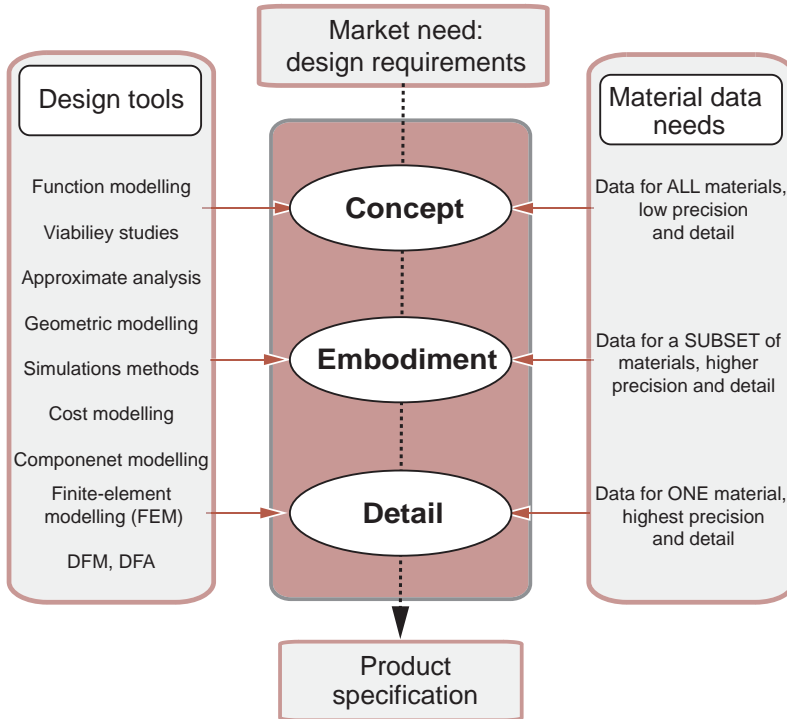 Market need:
design requirements
Design tools
Function modelling
Viabiliey studies
Approximate analysis
Geometric modelling
Simulations methods
Cost modelling
Componenet modelling
Finite-element
modelling (FEM)
DFM, DFA
Concept
Embodiment
Detail
Material data
needs
Data for ALL materials,
low precision
and detail
Data for a SUBSET of
materials, higher
precision and detail
Data for ONE material,
highest precision
and detail
Product
specification